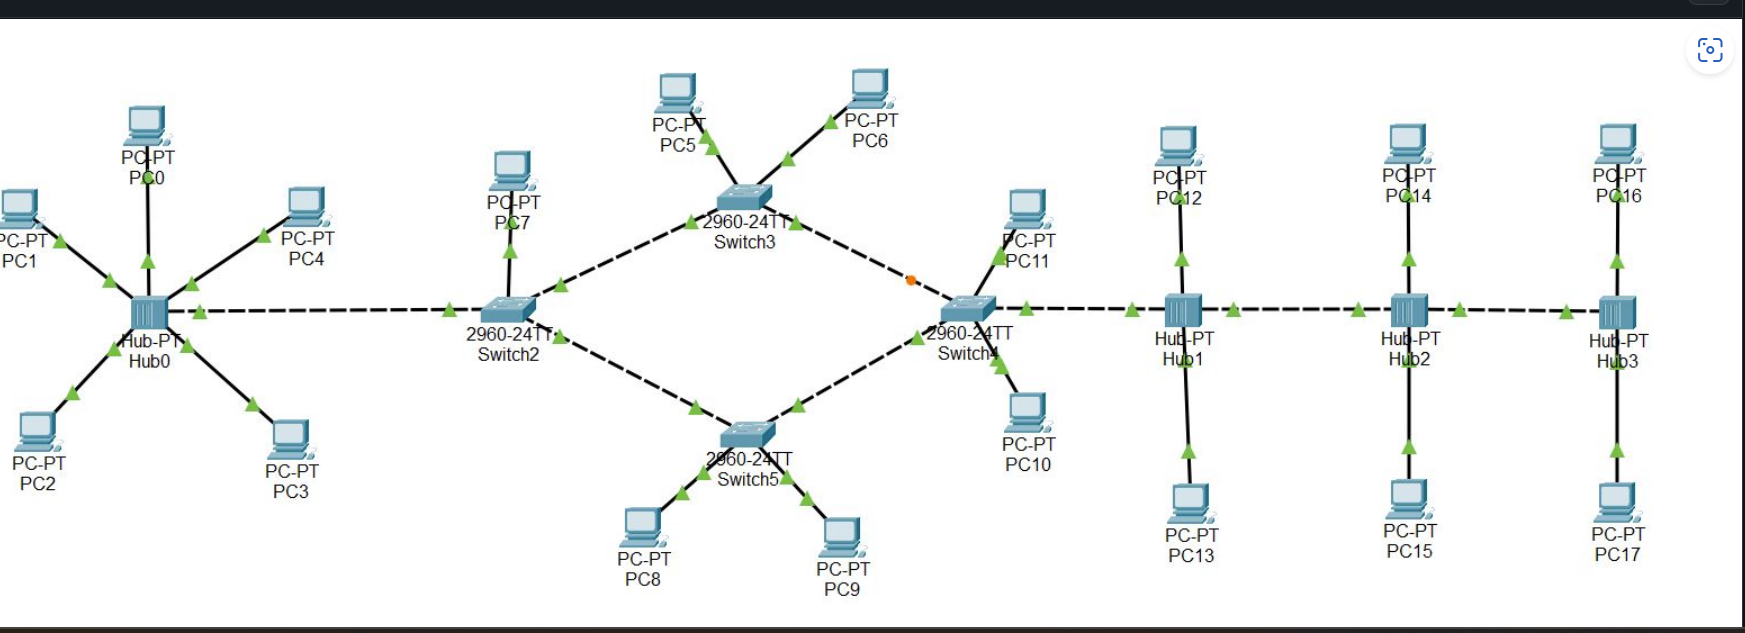 PC-PT
PC0
PC-PT
PC1
PC-PT
PC4
Hub-PT
Hub0
PC-PT
PC2
PC-PT
PC3
PC-PT
PC7
2960-24TT
Switch2
PC-PT
PC5
PC-PT
PC6
2960-24TT
Switch3
2960-24TT
Switch5
PC-PT
PC8
PC-PT
PC9
PC-PT
PC11
2960-24TT
Switch4
PC-PT
PC10
PC-PT
PC12
Hub-PT
Hub1
PC-PT
PC13
PC-PT
PC14
Hub-PT
Hub2
PC-PT
PC15
PC-PT
PC16
Hub-PT
Hub3
PC-PT
PC17